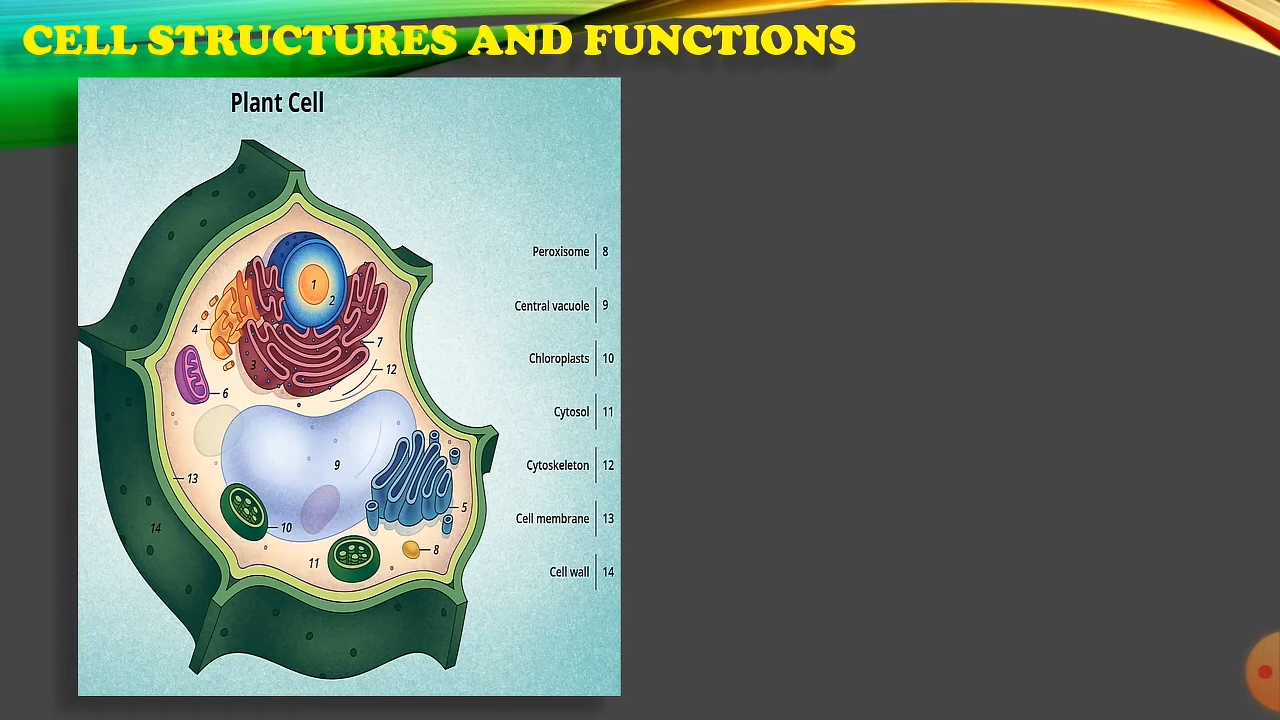 CELL STRUCTURES AND FUNCTIONS
Plant Cell
1
2
4
3
7
12
6
9
13
5
10
14
11
8
Peroxisome 8
Central vacuole 9
Chloroplasts 10
Cytosol 11
Cytoskeleton 12
Cell membrane 13
Cell wall 14